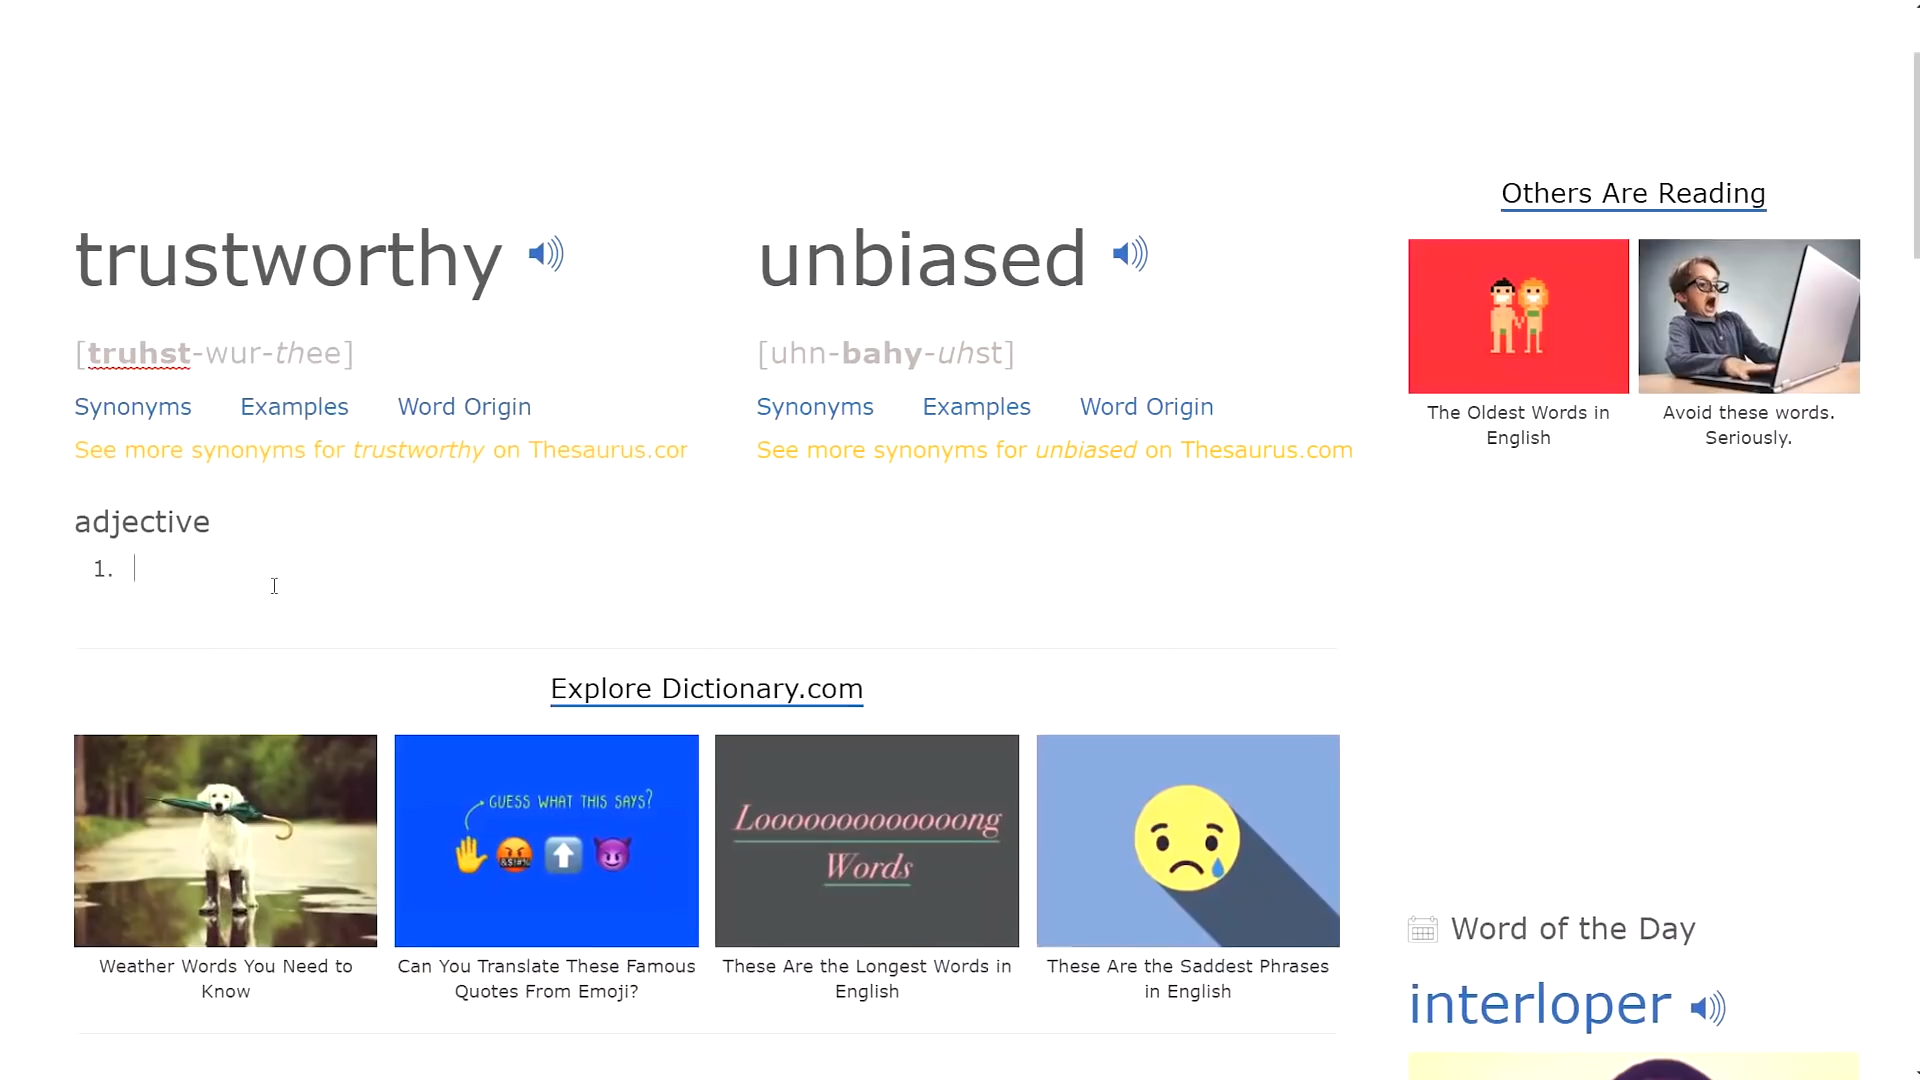 Others Are Reading
trustworthy
unbiased
[truhst-wur-thee]
[uhn-bahy-uhst]
Synonyms Examples Word Origin
Synonyms Examples Word Origin
See more synonyms for trustworthy on Thesaurus.cor
See more synonyms for unbiased on Thesaurus.com
The Oldest Words in
English
Avoid these words.
Seriously.
adjective
1.
Explore Dictionary.com
GUESS WHAT THIS SAYS?
&$!#%
Looooooooooooong
Words
Weather Words You Need to
Know
Can You Translate These Famous
Quotes From Emoji?
These Are the Longest Words in
English
These Are the Saddest Phrases
in English
Word of the Day
interloper